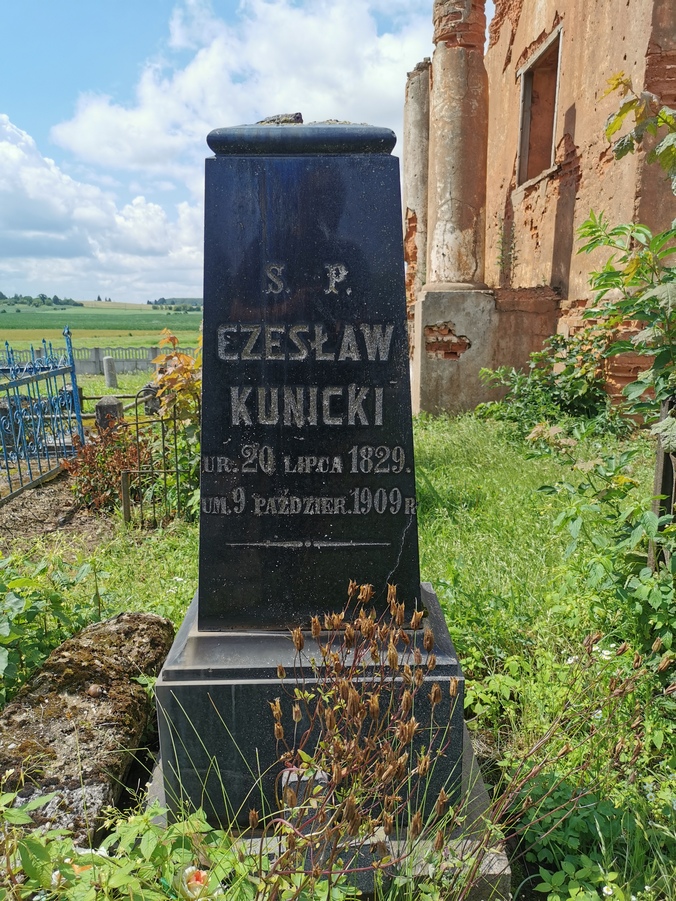 S. P.
CZESŁAW
KUNICKI
UR. 20 LIPCA 1829.
UM. 9 PAŹDZIER. 1909 R